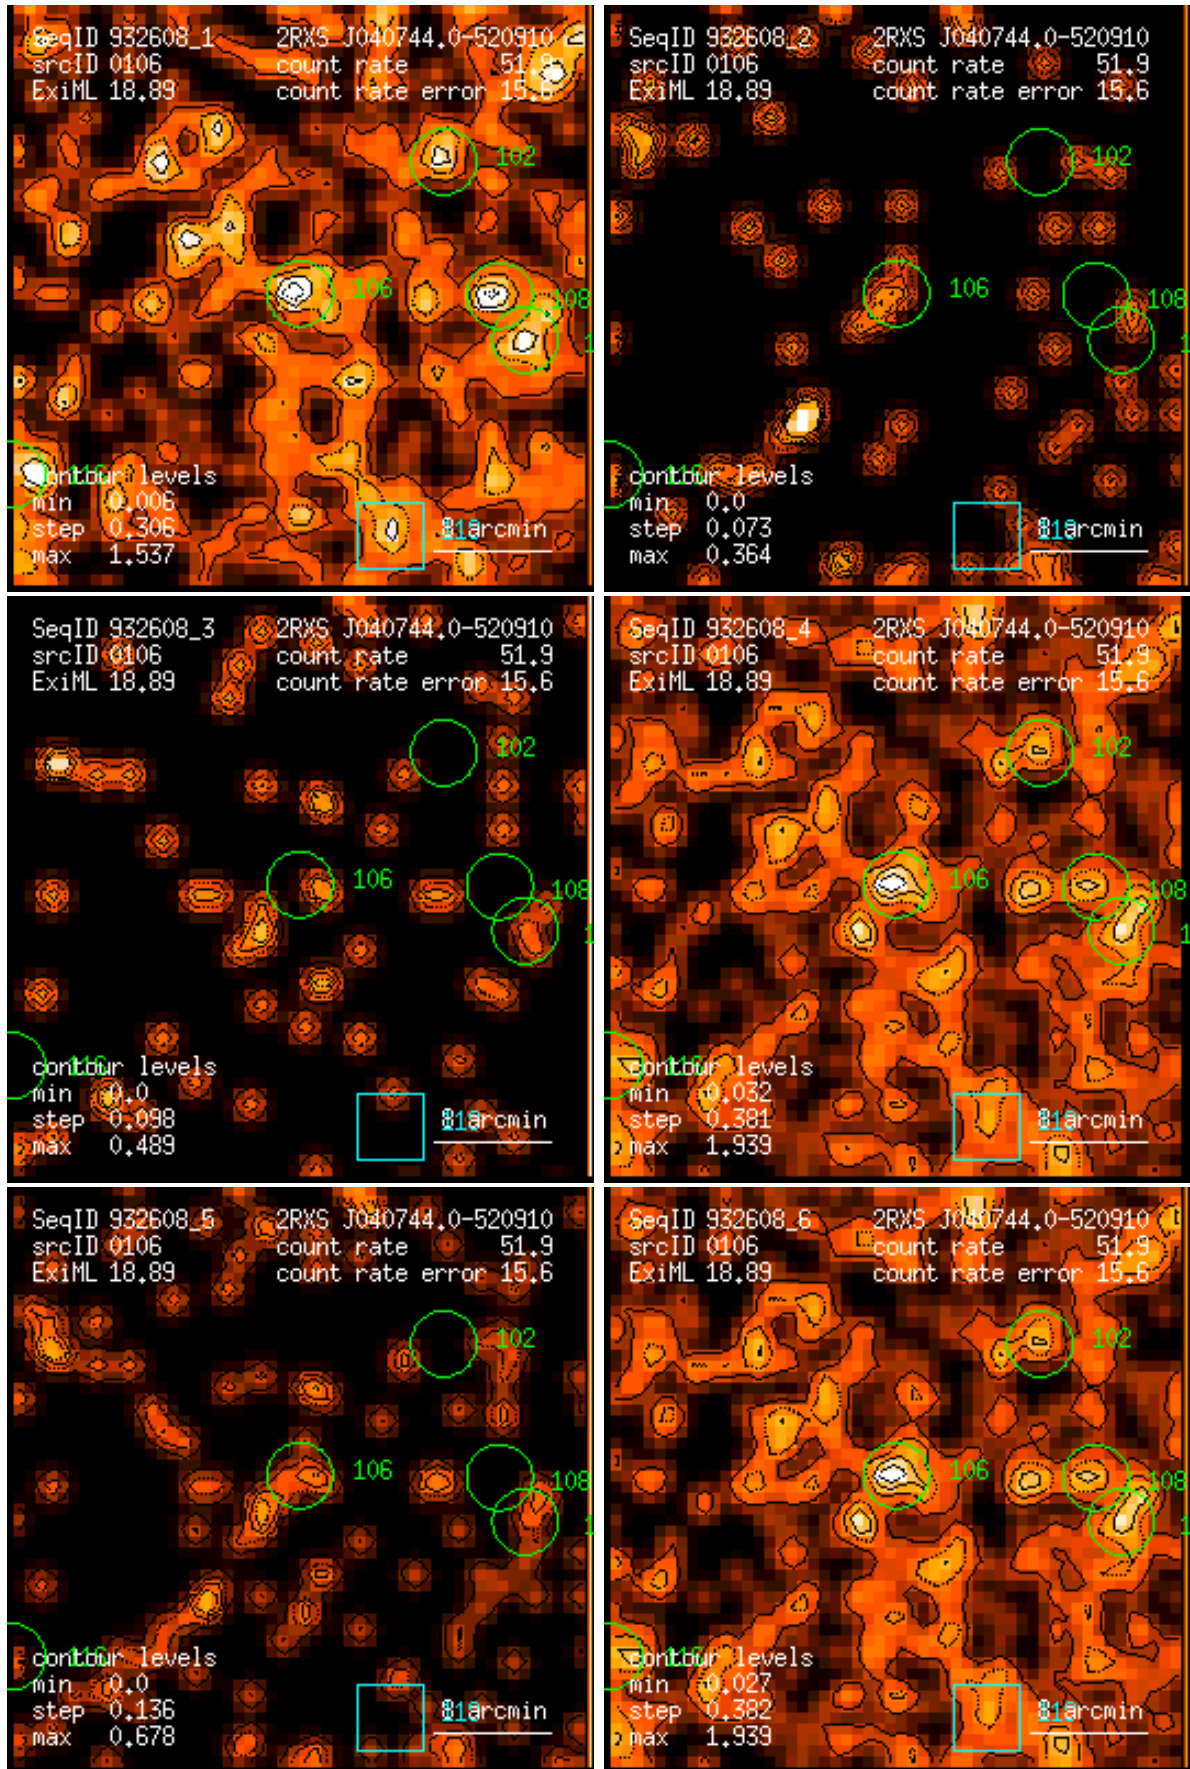 SeqID 932608_1 2RXS J040744.0-520910
srcID 0106 count rate 51.9
ExiML 18.89 count rate error 15.6
102
106
108
1
contour levels
min 0.006
step 0.306 arcmin
max 1.537
SeqID 932608_2 2RXS J040744.0-520910
srcID 0106 count rate 51.9
ExiML 18.89 count rate error 15.6
102
106
108
1
contour levels
min 0.0
step 0.073 arcmin
max 0.364
SeqID 932608_3 2RXS J040744.0-520910
srcID 0106 count rate 51.9
ExiML 18.89 count rate error 15.6
102
106
108
1
contour levels
min 0.0
step 0.098 arcmin
max 0.489
SeqID 932608_4 2RXS J040744.0-520910
srcID 0106 count rate 51.9
ExiML 18.89 count rate error 15.6
102
106
108
contour levels
min 0.032
step 0.381 arcmin
max 1.939
SeqID 932608_5 2RXS J040744.0-520910
srcID 0106 count rate 51.9
ExiML 18.89 count rate error 15.6
102
106
108
1
contour levels
min 0.0
step 0.136 arcmin
max 0.678
SeqID 932608_6 2RXS J040744.0-520910
srcID 0106 count rate 51.9
ExiML 18.89 count rate error 15.6
102
106
108
contour levels
min 0.027
step 0.382 arcmin
max 1.939